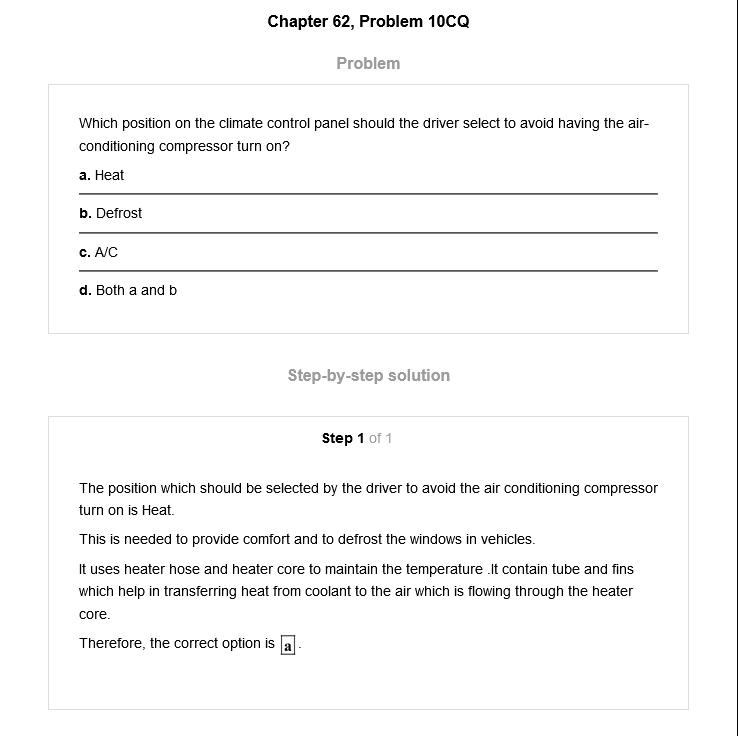 Chapter 62, Problem 10CQ
Problem
Which position on the climate control panel should the driver select to avoid having the air-
conditioning compressor turn on?
a. Heat
b. Defrost
c. A/C
d. Both a and b
Step-by-step solution
Step 1 of 1
The position which should be selected by the driver to avoid the air conditioning compressor
turn on is Heat.
This is needed to provide comfort and to defrost the windows in vehicles.
It uses heater hose and heater core to maintain the temperature .It contain tube and fins
which help in transferring heat from coolant to the air which is flowing through the heater
core.
Therefore, the correct option is a .